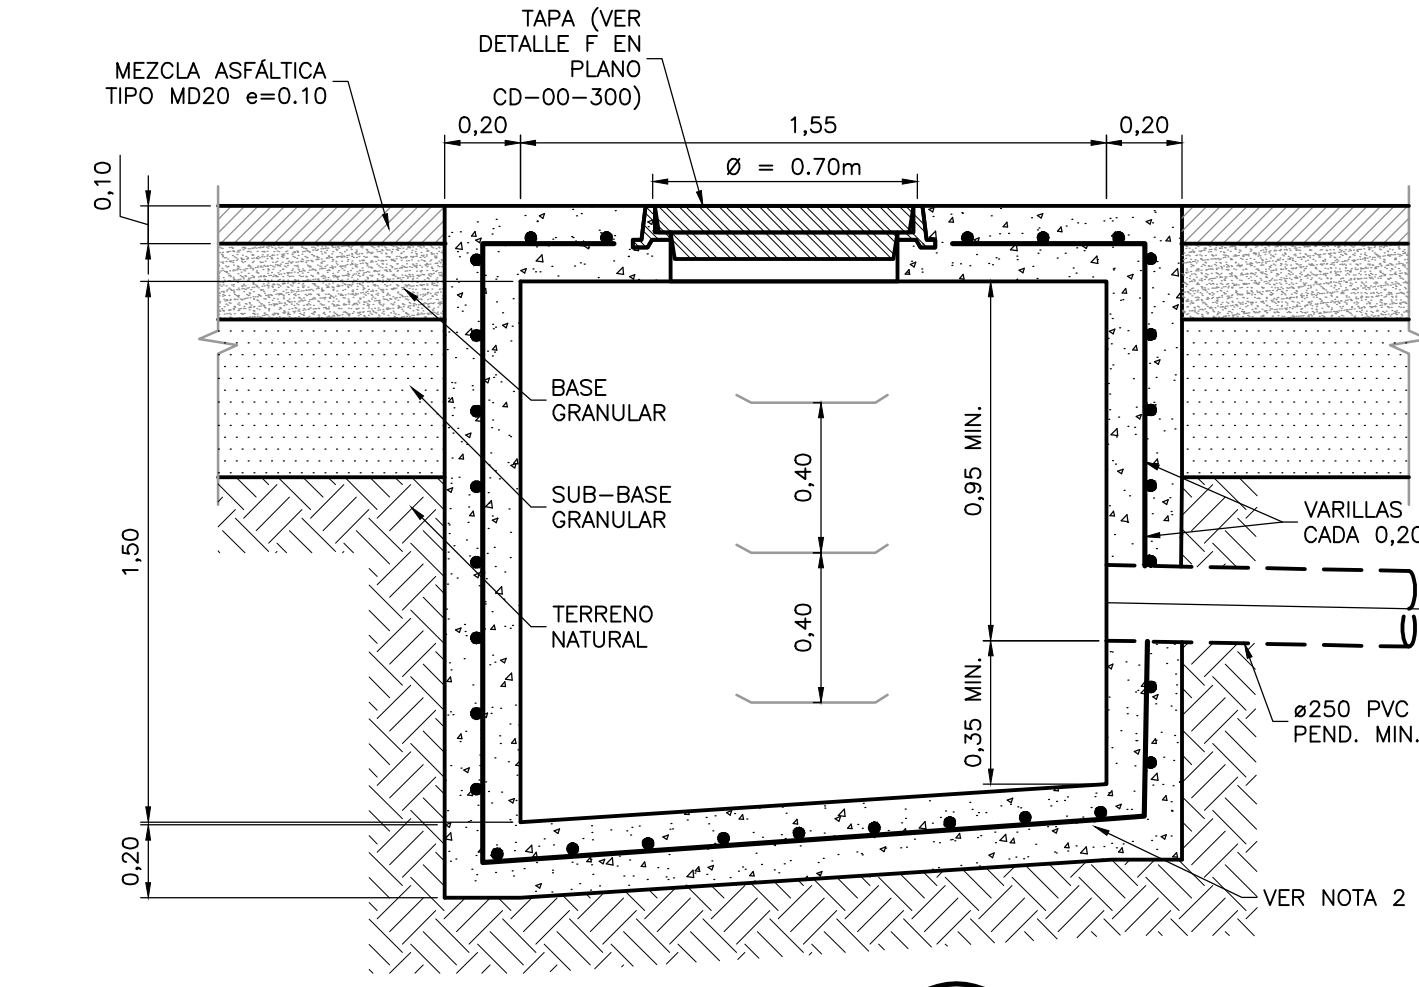 TAPA (VER
DETALLE F EN
PLANO
CD-00-300)
MEZCLA ASFÁLTICA
TIPO MD20 e=0.10
0,20
1,55
0,20
Ø = 0.70m
0,10
BASE
GRANULAR
SUB-BASE
GRANULAR
TERRENO
NATURAL
0,40
0,40
0,95 MIN.
0,35 MIN.
1,50
0,20
VARILLAS
CADA 0,20
ø250 PVC
PEND. MIN.
VER NOTA 2